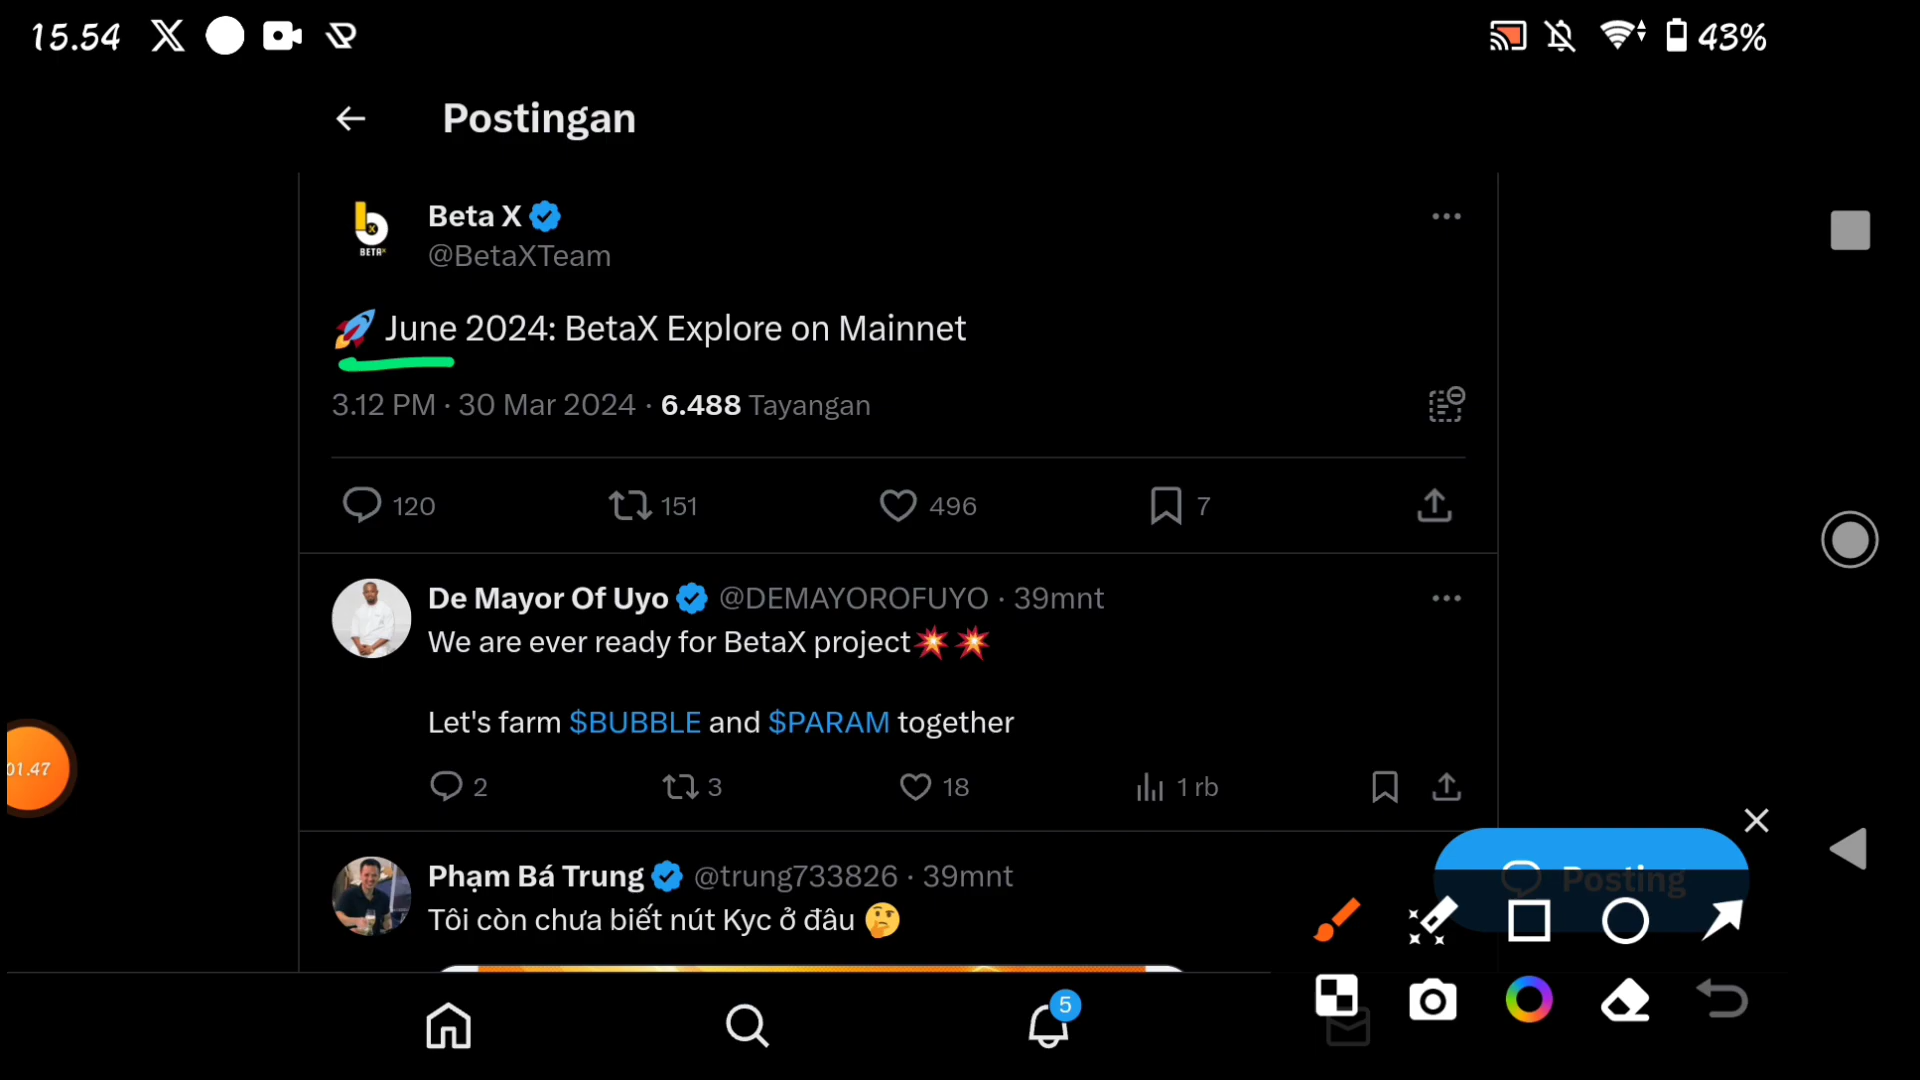 15.54
43%
Postingan
BETAX
Beta X
@BetaXTeam
🚀 June 2024: BetaX Explore on Mainnet
3.12 PM · 30 Mar 2024 · 6.488 Tayangan
120 151 496 7
De Mayor Of Uyo @DEMAYOROFUYO · 39mnt
We are ever ready for BetaX project💥💥
Let's farm $BUBBLE and $PARAM together
2 3 18 1 rb
01.47
Posting
Phạm Bá Trung @trung733826 · 39mnt
Tôi còn chưa biết nút Kyc ở đâu 🤔
5